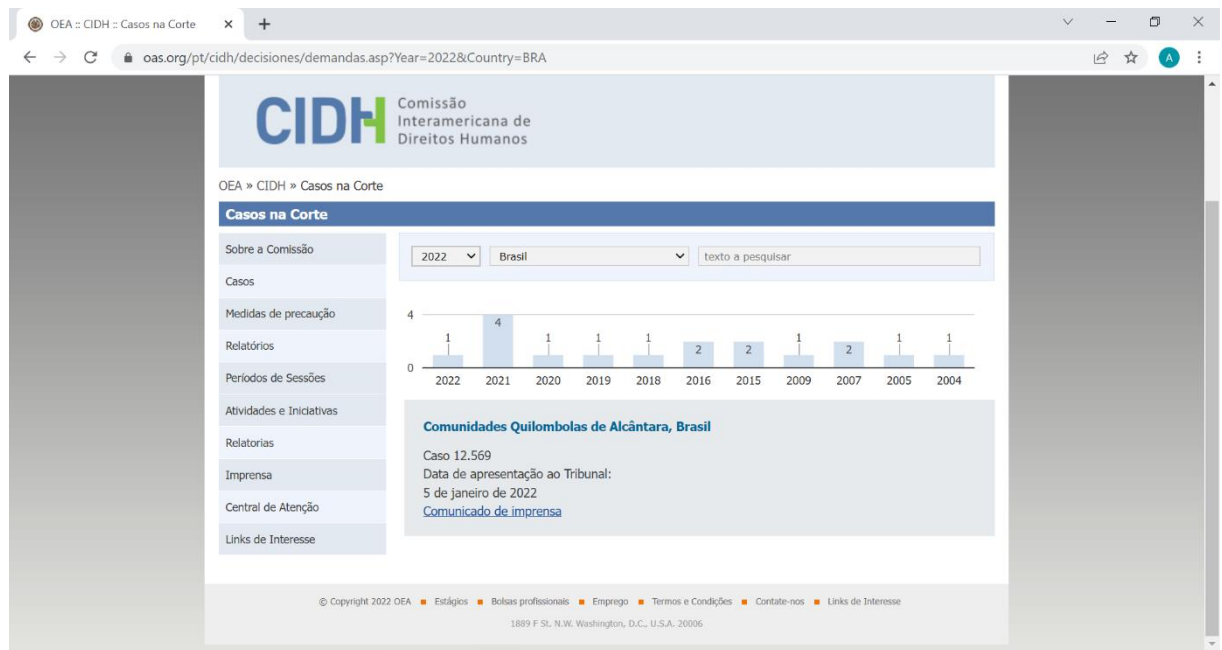 OEA :: CIDH :: Casos na Corte
oas.org/pt/cidh/decisiones/demandas.asp?Year=2022&Country=BRA
A
CIDH
Comissão
Interamericana de
Direitos Humanos
OEA » CIDH » Casos na Corte
Casos na Corte
Sobre a Comissão
Casos
Medidas de precaução
Relatórios
Períodos de Sessões
Atividades e Iniciativas
Relatorias
Imprensa
Central de Atenção
Links de Interesse
2022 Brasil texto a pesquisar
4
0
1 4 1 1 1 2 2 1 2 1 1
2022 2021 2020 2019 2018 2016 2015 2009 2007 2005 2004
Comunidades Quilombolas de Alcântara, Brasil
Caso 12.569
Data de apresentação ao Tribunal:
5 de janeiro de 2022
Comunicado de imprensa
© Copyright 2022 OEA Estágios Bolsas profissionais Emprego Termos e Condições Contate-nos Links de Interesse
1889 F St. N.W. Washington, D.C., U.S.A. 20006